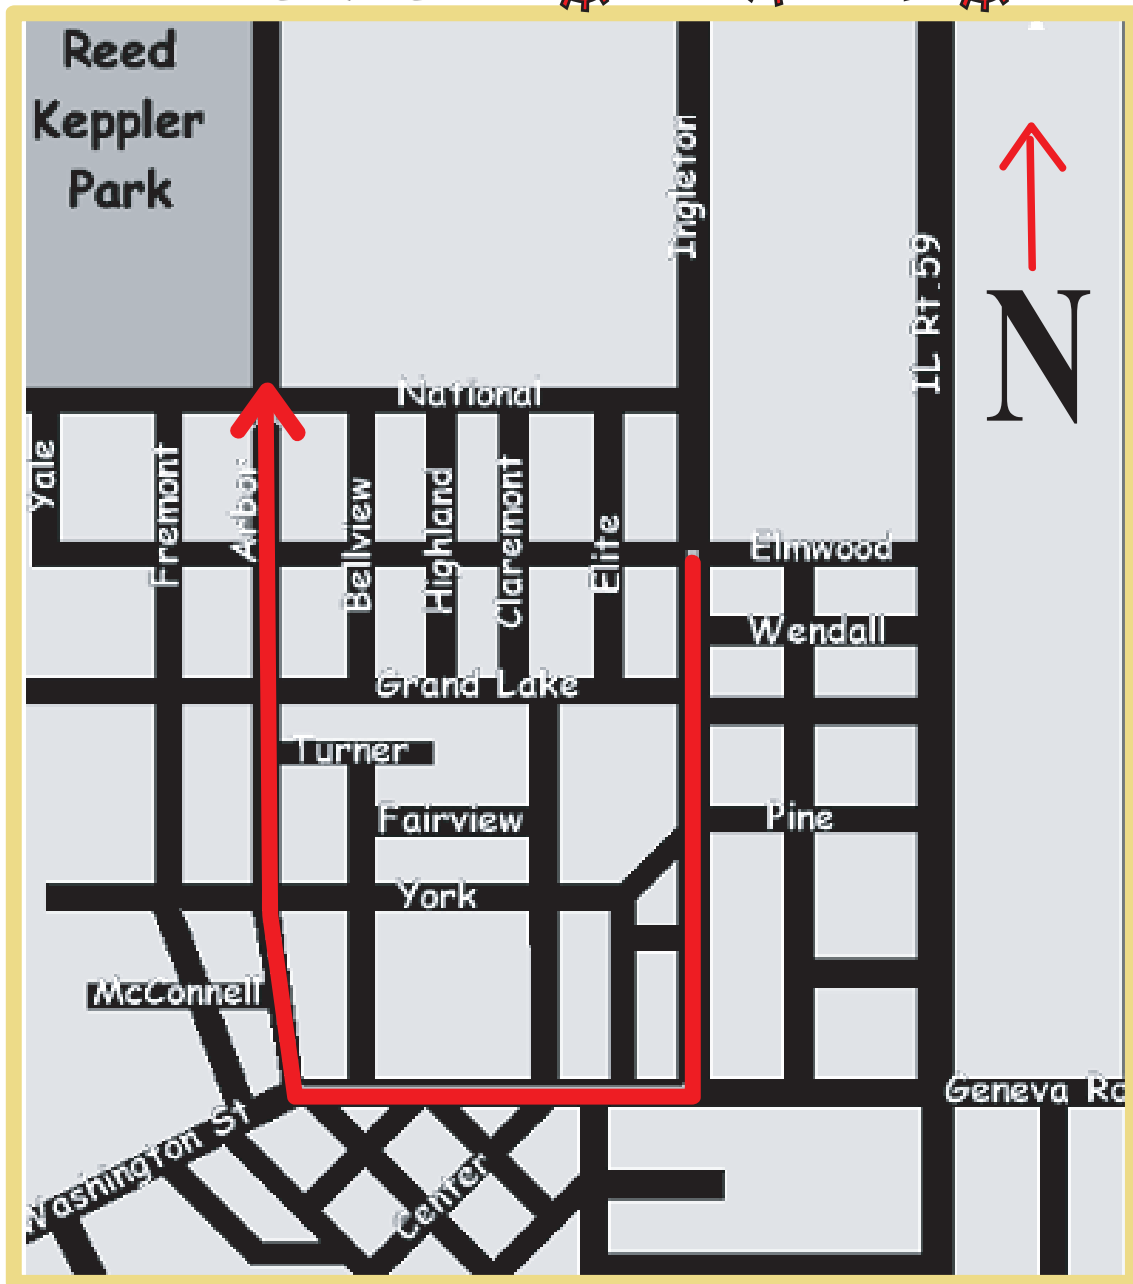 Reed
Keppler
Park
Ingleton
IL Rt.59
N
National
Yale
Fremont
Arbor
Bellview
Highland
Claremont
Elite
Elmwood
Wendall
Grand Lake
Turner
Fairview
Pine
York
McConnell
Geneva
Washington St
Center